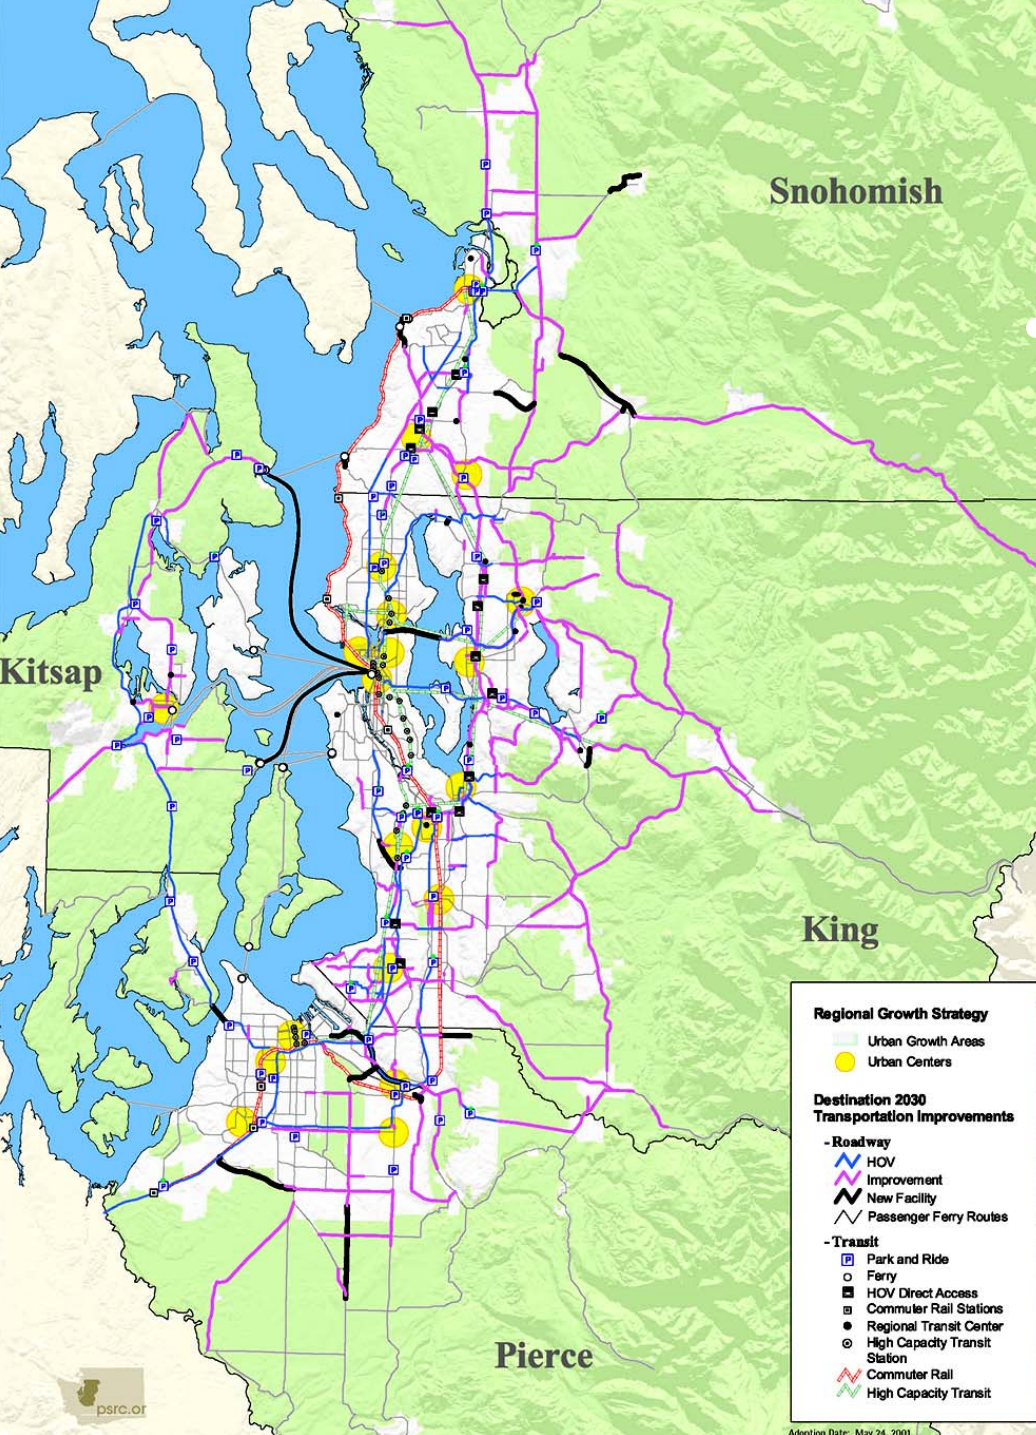 Snohomish
Kitsap
King
Regional Growth Strategy
Urban Growth Areas
Urban Centers
Destination 2030
Transportation Improvements
- Roadway
HOV
Improvement
New Facility
Passenger Ferry Routes
- Transit
P Park and Ride
Ferry
HOV Direct Access
Commuter Rail Stations
Regional Transit Center
High Capacity Transit
Station
Commuter Rail
High Capacity Transit
Pierce
psrc.or
Adoption Date: May 24, 2001